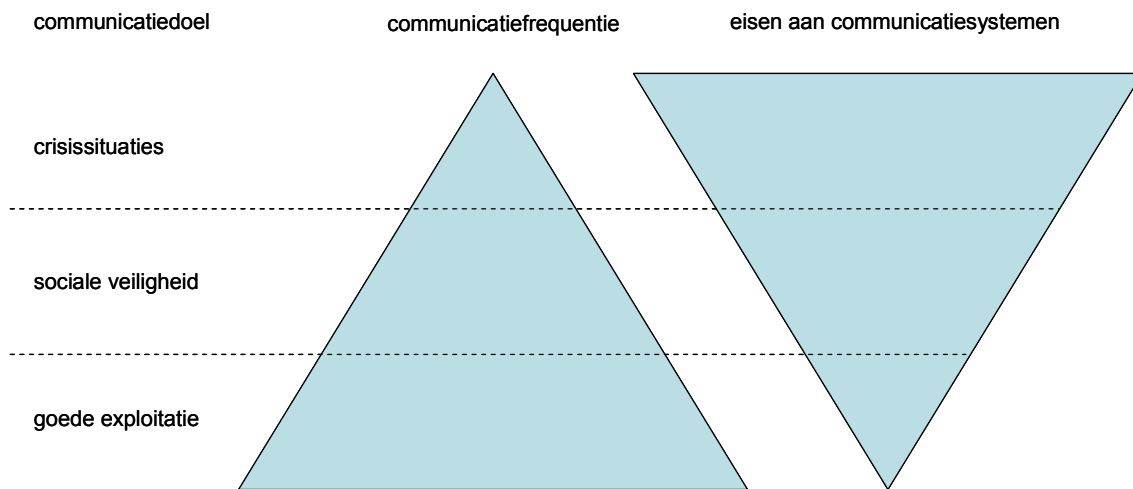 communicatiedoel
communicatiefrequentie
eisen aan communicatiesystemen
crisissituaties
sociale veiligheid
goede exploitatie